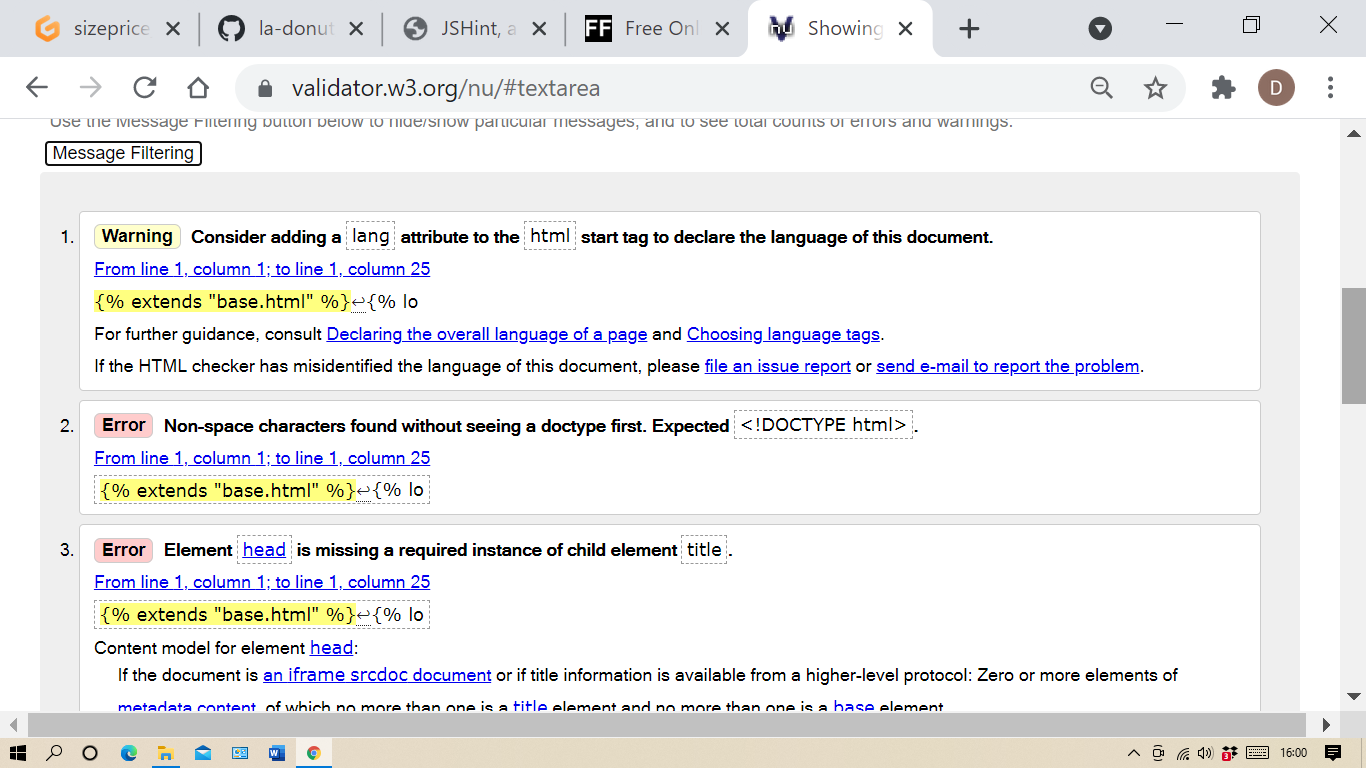 sizeprice
la-donut
JSHint, a
FF Free Onl
nu Showing
validator.w3.org/nu/#textarea
D
Use the Message Filtering button below to hide/show particular messages, and to see total counts of errors and warnings.
Message Filtering
1. Warning Consider adding a lang attribute to the html start tag to declare the language of this document.
From line 1, column 1; to line 1, column 25
{% extends "base.html" %}↩{% lo
For further guidance, consult Declaring the overall language of a page and Choosing language tags.
If the HTML checker has misidentified the language of this document, please file an issue report or send e-mail to report the problem.
2. Error Non-space characters found without seeing a doctype first. Expected <!DOCTYPE html>.
From line 1, column 1; to line 1, column 25
{% extends "base.html" %}↩{% lo
3. Error Element head is missing a required instance of child element title.
From line 1, column 1; to line 1, column 25
{% extends "base.html" %}↩{% lo
Content model for element head:
If the document is an iframe srcdoc document or if title information is available from a higher-level protocol: Zero or more elements of
metadata content, of which no more than one is a title element and no more than one is a base element.
16:00